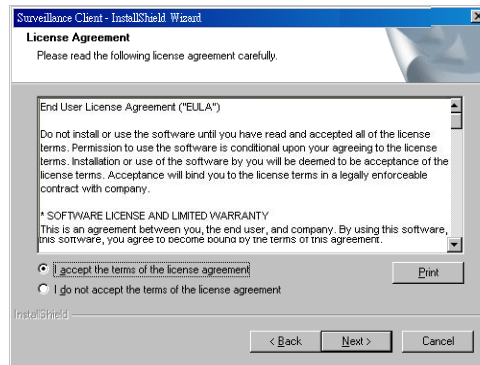 Surveillance Client - InstallShield Wizard
License Agreement
Please read the following license agreement carefully.
End User License Agreement ("EULA")
Do not install or use the software until you have read and accepted all of the license
terms. Permission to use the software is conditional upon your agreeing to the license
terms. Installation or use of the software by you will be deemed to be acceptance of the
license terms. Acceptance will bind you to the license terms in a legally enforceable
contract with company.
* SOFTWARE LICENSE AND LIMITED WARRANTY
This is an agreement between you, the end user, and company. By using this software,
this software, you agree to become bound by the terms of this agreement.
I accept the terms of the license agreement
Print
I do not accept the terms of the license agreement
InstallShield
< Back
Next >
Cancel